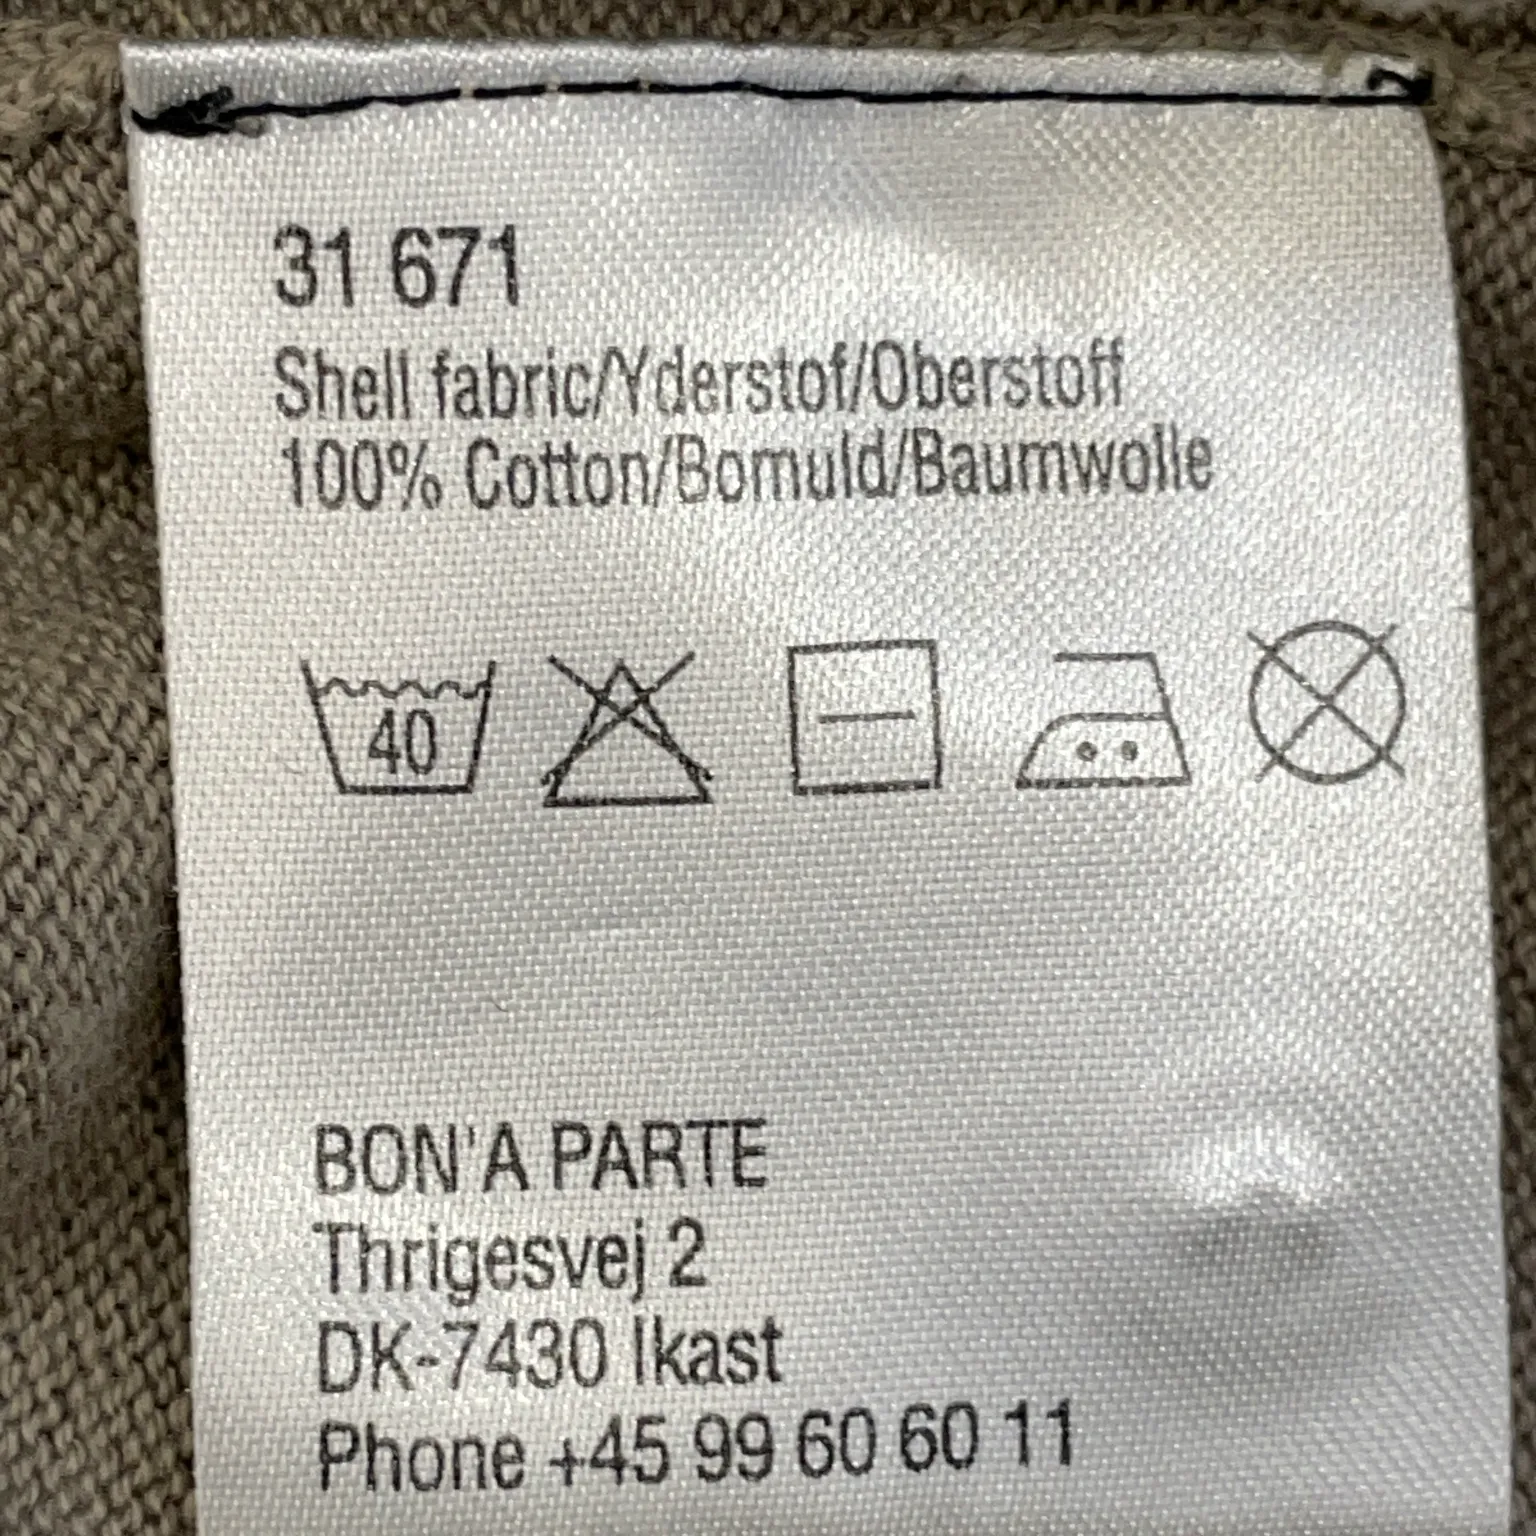 31 671
Shell fabric/Yderstof/Oberstoff
100% Cotton/Bomuld/Baumwolle
40
BON'A PARTE
Thrigesvej 2
DK-7430 Ikast
Phone +45 99 60 60 11